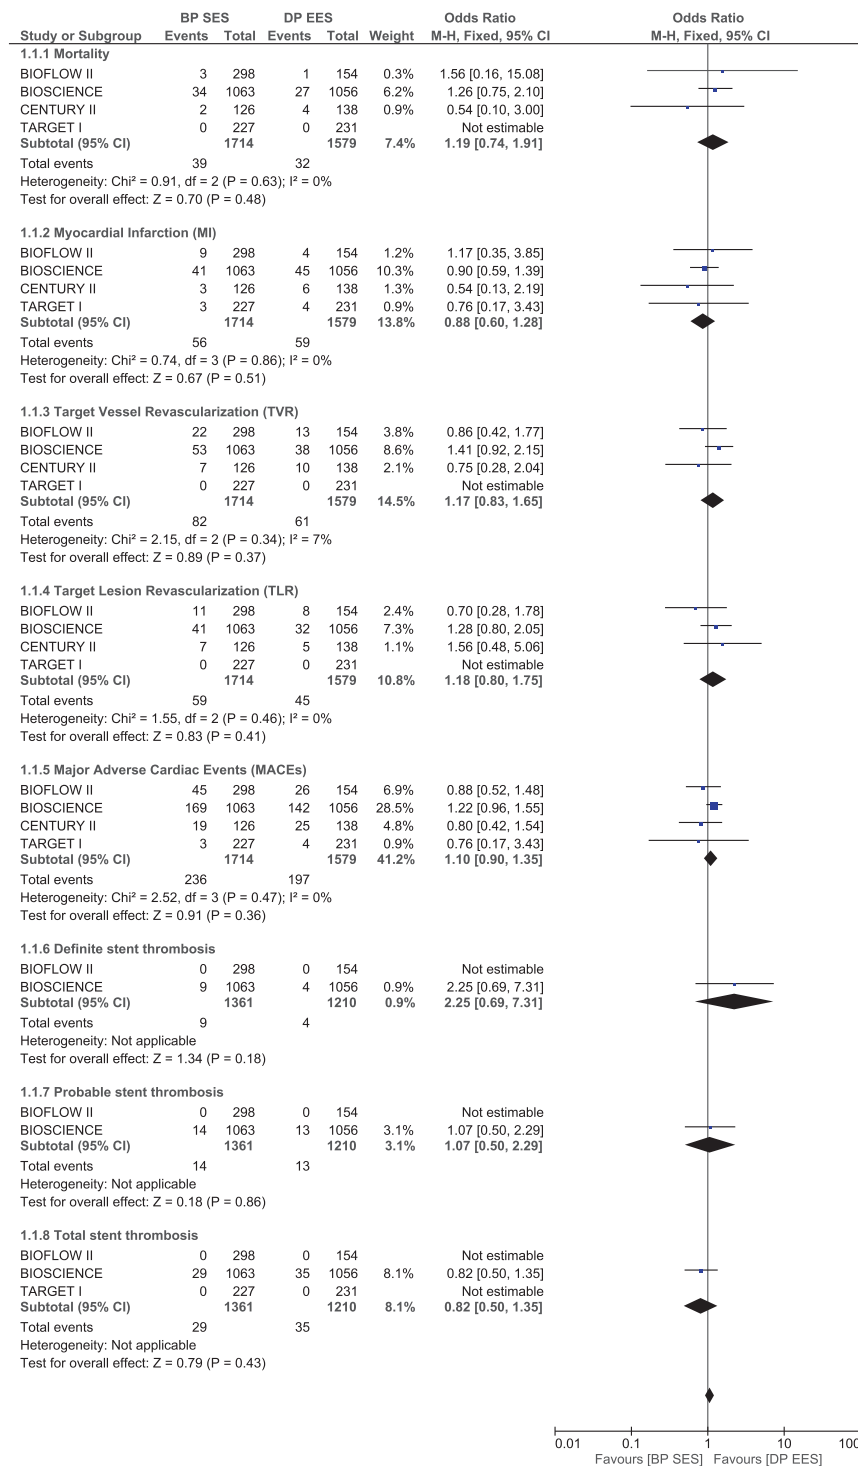 BP SES DP EES Odds Ratio Odds Ratio
Study or Subgroup Events Total Events Total Weight M-H, Fixed, 95% CI M-H, Fixed, 95% CI
1.1.1 Mortality
BIOFLOW II 3 298 1 154 0.3% 1.56 [0.16, 15.08]
BIOSCIENCE 34 1063 27 1056 6.2% 1.26 [0.75, 2.10]
CENTURY II 2 126 4 138 0.9% 0.54 [0.10, 3.00]
TARGET I 0 227 0 231 Not estimable
Subtotal (95% CI) 1714 1579 7.4% 1.19 [0.74, 1.91]
Total events 39 32
Heterogeneity: Chi² = 0.91, df = 2 (P = 0.63); I² = 0%
Test for overall effect: Z = 0.70 (P = 0.48)
1.1.2 Myocardial Infarction (MI)
BIOFLOW II 9 298 4 154 1.2% 1.17 [0.35, 3.85]
BIOSCIENCE 41 1063 45 1056 10.3% 0.90 [0.59, 1.39]
CENTURY II 3 126 6 138 1.3% 0.54 [0.13, 2.19]
TARGET I 3 227 4 231 0.9% 0.76 [0.17, 3.43]
Subtotal (95% CI) 1714 1579 13.8% 0.88 [0.60, 1.28]
Total events 56 59
Heterogeneity: Chi² = 0.74, df = 3 (P = 0.86); I² = 0%
Test for overall effect: Z = 0.67 (P = 0.51)
1.1.3 Target Vessel Revascularization (TVR)
BIOFLOW II 22 298 13 154 3.8% 0.86 [0.42, 1.77]
BIOSCIENCE 53 1063 38 1056 8.6% 1.41 [0.92, 2.15]
CENTURY II 7 126 10 138 2.1% 0.75 [0.28, 2.04]
TARGET I 0 227 0 231 Not estimable
Subtotal (95% CI) 1714 1579 14.5% 1.17 [0.83, 1.65]
Total events 82 61
Heterogeneity: Chi² = 2.15, df = 2 (P = 0.34); I² = 7%
Test for overall effect: Z = 0.89 (P = 0.37)
1.1.4 Target Lesion Revascularization (TLR)
BIOFLOW II 11 298 8 154 2.4% 0.70 [0.28, 1.78]
BIOSCIENCE 41 1063 32 1056 7.3% 1.28 [0.80, 2.05]
CENTURY II 7 126 5 138 1.1% 1.56 [0.48, 5.06]
TARGET I 0 227 0 231 Not estimable
Subtotal (95% CI) 1714 1579 10.8% 1.18 [0.80, 1.75]
Total events 59 45
Heterogeneity: Chi² = 1.55, df = 2 (P = 0.46); I² = 0%
Test for overall effect: Z = 0.83 (P = 0.41)
1.1.5 Major Adverse Cardiac Events (MACEs)
BIOFLOW II 45 298 26 154 6.9% 0.88 [0.52, 1.48]
BIOSCIENCE 169 1063 142 1056 28.5% 1.22 [0.96, 1.55]
CENTURY II 19 126 25 138 4.8% 0.80 [0.42, 1.54]
TARGET I 3 227 4 231 0.9% 0.76 [0.17, 3.43]
Subtotal (95% CI) 1714 1579 41.2% 1.10 [0.90, 1.35]
Total events 236 197
Heterogeneity: Chi² = 2.52, df = 3 (P = 0.47); I² = 0%
Test for overall effect: Z = 0.91 (P = 0.36)
1.1.6 Definite stent thrombosis
BIOFLOW II 0 298 0 154 Not estimable
BIOSCIENCE 9 1063 4 1056 0.9% 2.25 [0.69, 7.31]
Subtotal (95% CI) 1361 1210 0.9% 2.25 [0.69, 7.31]
Total events 9 4
Heterogeneity: Not applicable
Test for overall effect: Z = 1.34 (P = 0.18)
1.1.7 Probable stent thrombosis
BIOFLOW II 0 298 0 154 Not estimable
BIOSCIENCE 14 1063 13 1056 3.1% 1.07 [0.50, 2.29]
Subtotal (95% CI) 1361 1210 3.1% 1.07 [0.50, 2.29]
Total events 14 13
Heterogeneity: Not applicable
Test for overall effect: Z = 0.18 (P = 0.86)
1.1.8 Total stent thrombosis
BIOFLOW II 0 298 0 154 Not estimable
BIOSCIENCE 29 1063 35 1056 8.1% 0.82 [0.50, 1.35]
TARGET I 0 227 0 231 Not estimable
Subtotal (95% CI) 1361 1210 8.1% 0.82 [0.50, 1.35]
Total events 29 35
Heterogeneity: Not applicable
Test for overall effect: Z = 0.79 (P = 0.43)
0.01 0.1 1 10 100
Favours [BP SES] Favours [DP EES]